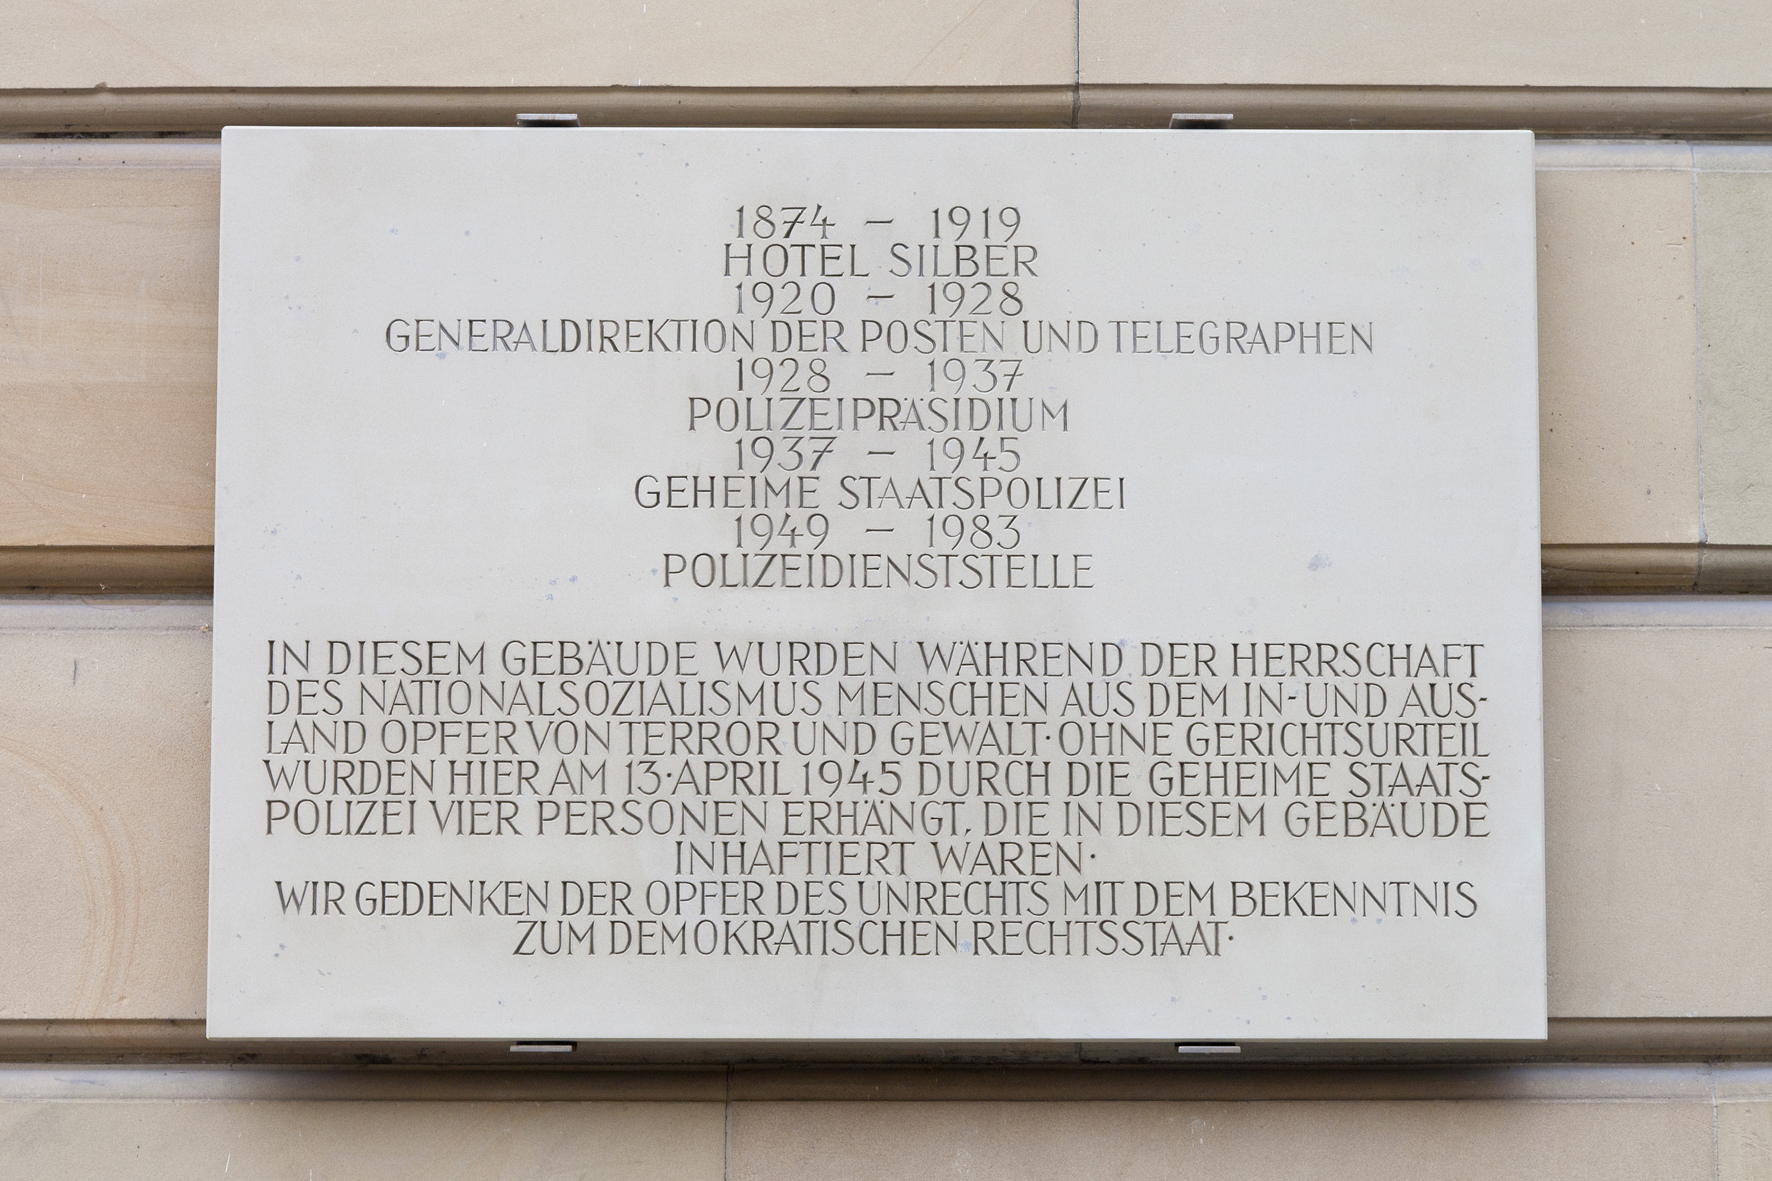 1874 – 1919
HOTEL SILBER
1920 – 1928
GENERALDIREKTION DER POSTEN UND TELEGRAPHEN
1928 – 1937
POLIZEIPRÄSIDIUM
1937 – 1945
GEHEIME STAATSPOLIZEI
1949 – 1983
POLIZEIDIENSTSTELLE
IN DIESEM GEBÄUDE WURDEN WÄHREND DER HERRSCHAFT
DES NATIONALSOZIALISMUS MENSCHEN AUS DEM IN-UND AUS-
LAND OPFER VON TERROR UND GEWALT·OHNE GERICHTSURTEIL
WURDEN HIER AM 13·APRIL 1945 DURCH DIE GEHEIME STAATS-
POLIZEI VIER PERSONEN ERHÄNGT, DIE IN DIESEM GEBÄUDE
INHAFTIERT WAREN·
WIR GEDENKEN DER OPFER DES UNRECHTS MIT DEM BEKENNTNIS
ZUM DEMOKRATISCHEN RECHTSSTAAT·